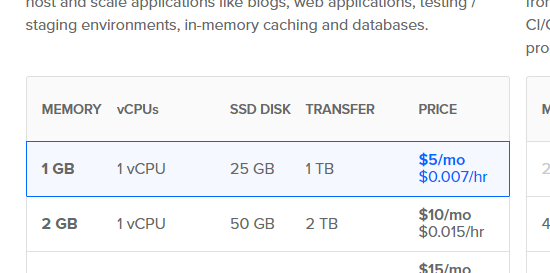 host and scale applications like blogs, web applications, testing /
staging environments, in-memory caching and databases.
CI/C
pro
MEMORY vCPUs SSD DISK TRANSFER PRICE
1 GB 1 vCPU 25 GB 1 TB $5/mo
$0.007/hr
2 GB 1 vCPU 50 GB 2 TB $10/mo
$0.015/hr
4
$15/mo